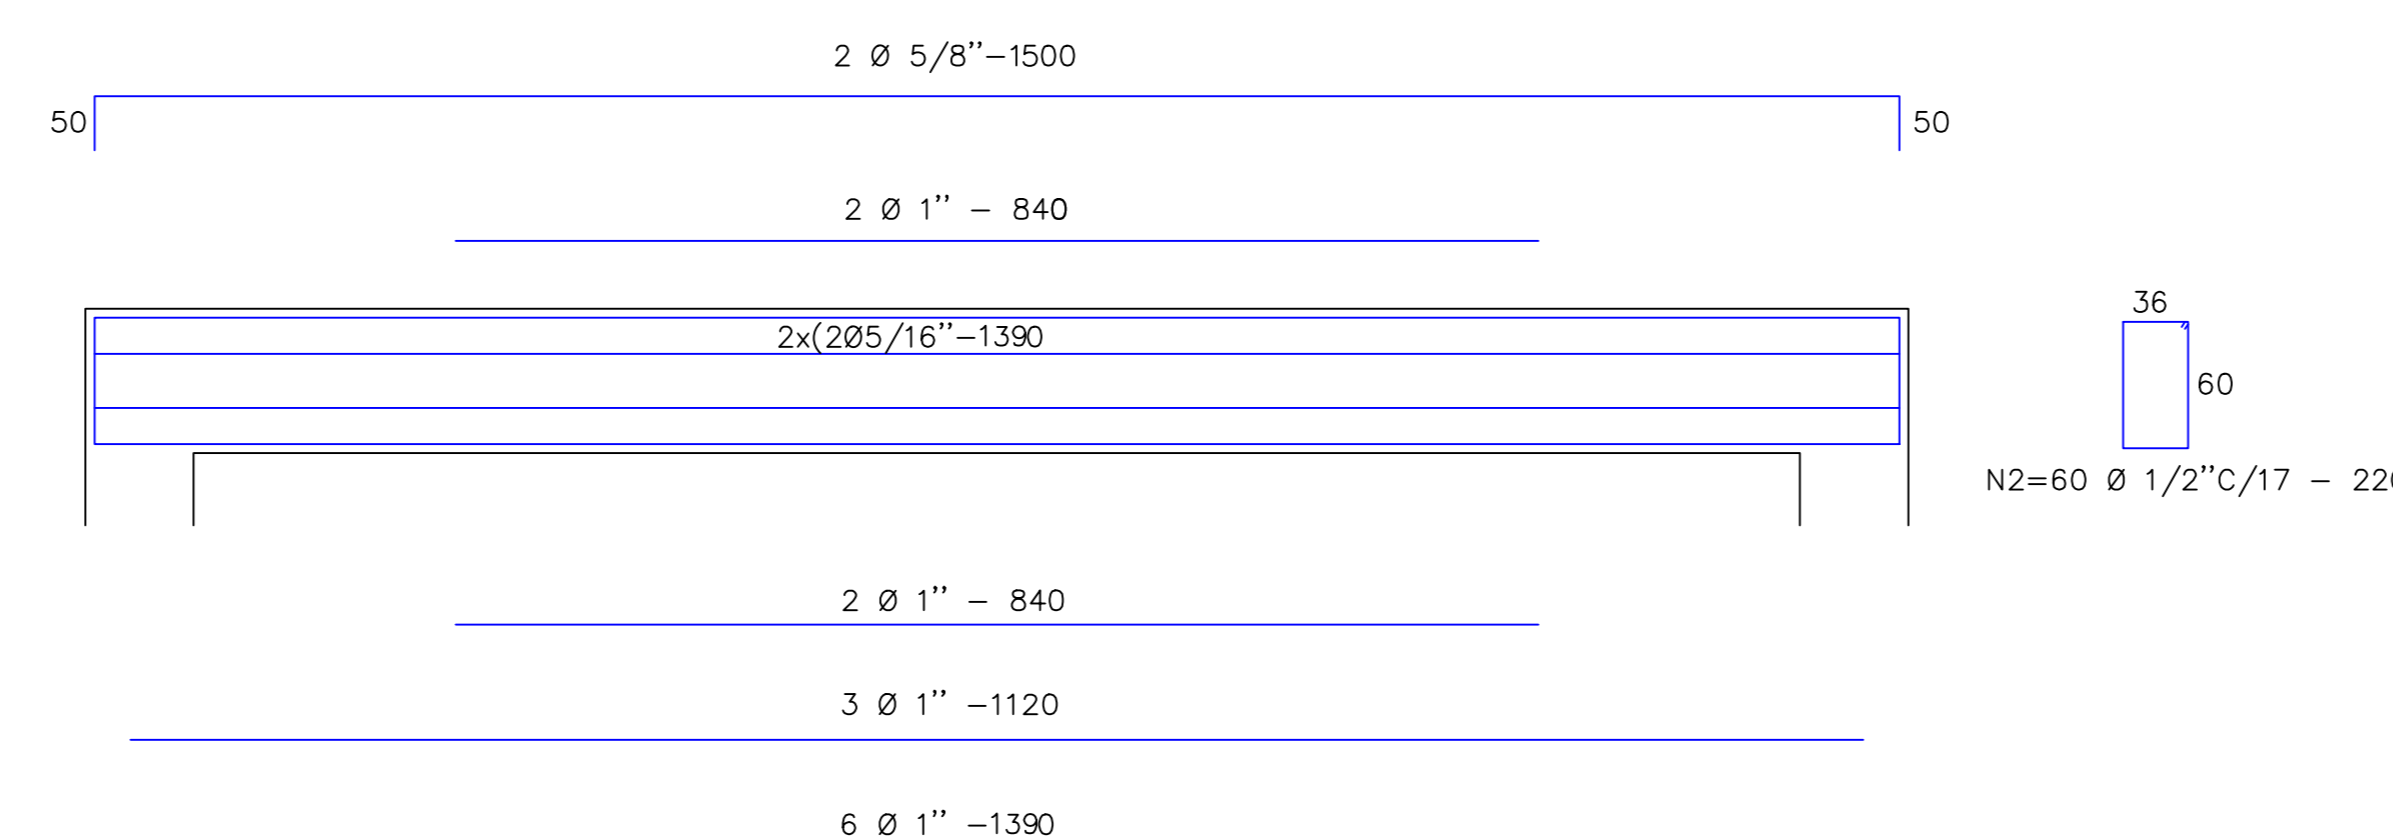 2 Ø 5/8”-1500
50
50
2 Ø 1” - 840
2x(2Ø5/16”-1390
36
60
N2=60 Ø 1/2”C/17 - 220
2 Ø 1” - 840
3 Ø 1” -1120
6 Ø 1” -1390